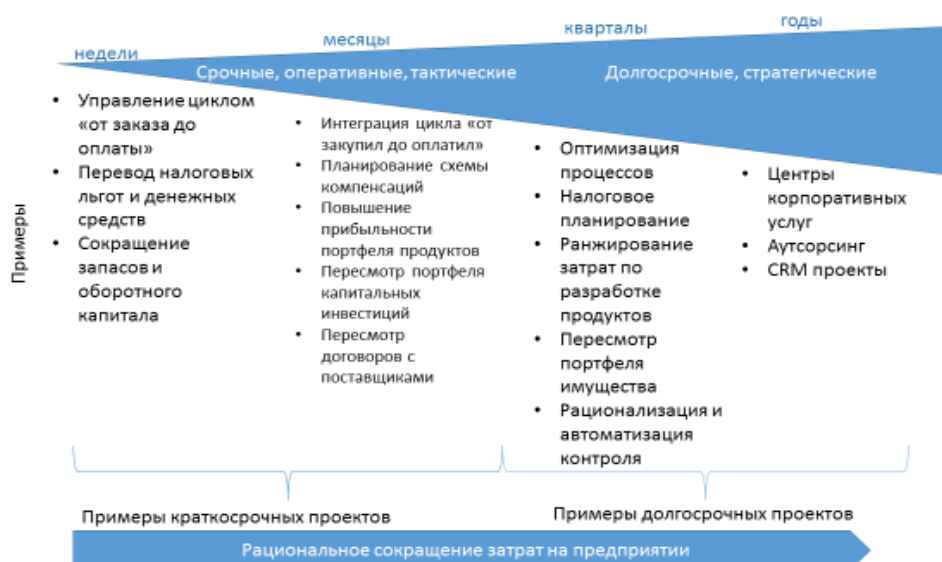 недели
месяцы
кварталы
годы
Срочные, оперативные, тактические
Долгосрочные, стратегические
Примеры
• Управление циклом
«от заказа до
оплаты»
• Перевод налоговых
льгот и денежных
средств
• Сокращение
запасов и
оборотного
капитала
• Интеграция цикла «от
закупил до оплатил»
• Планирование схемы
компенсаций
• Повышение
прибыльности
портфеля продуктов
• Пересмотр портфеля
капитальных
инвестиций
• Пересмотр
договоров с
поставщиками
• Оптимизация
процессов
• Налоговое
планирование
• Ранжирование
затрат по
разработке
продуктов
• Пересмотр
портфеля
имущества
• Рационализация и
автоматизация
контроля
• Центры
корпоративных
услуг
• Аутсорсинг
• CRM проекты
Примеры краткосрочных проектов
Примеры долгосрочных проектов
Рациональное сокращение затрат на предприятии